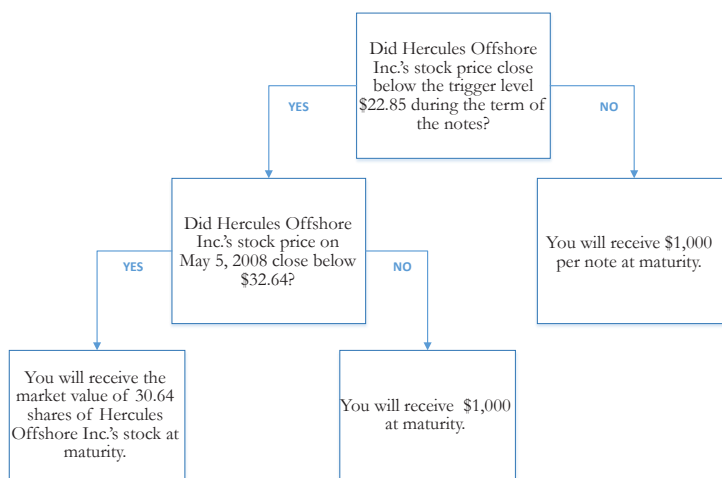 Did Hercules Offshore
Inc.'s stock price close
below the trigger level
$22.85 during the term of
the notes?
YES
NO
Did Hercules Offshore
Inc.'s stock price on
May 5, 2008 close below
$32.64?
You will receive $1,000
per note at maturity.
YES
NO
You will receive the
market value of 30.64
shares of Hercules
Offshore Inc.'s stock at
maturity.
You will receive $1,000
at maturity.